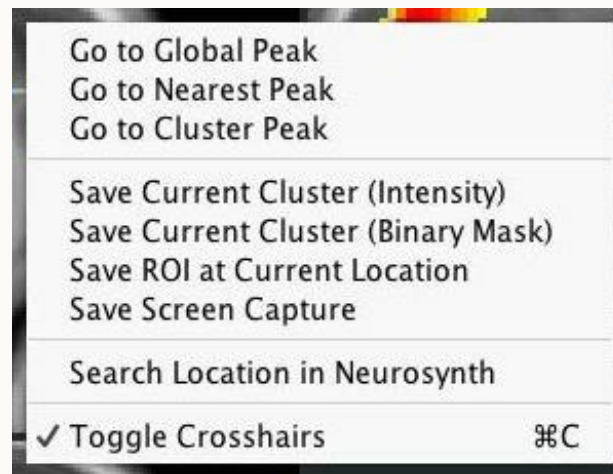 Go to Global Peak
Go to Nearest Peak
Go to Cluster Peak
Save Current Cluster (Intensity)
Save Current Cluster (Binary Mask)
Save ROI at Current Location
Save Screen Capture
Search Location in Neurosynth
✓ Toggle Crosshairs ⌘C